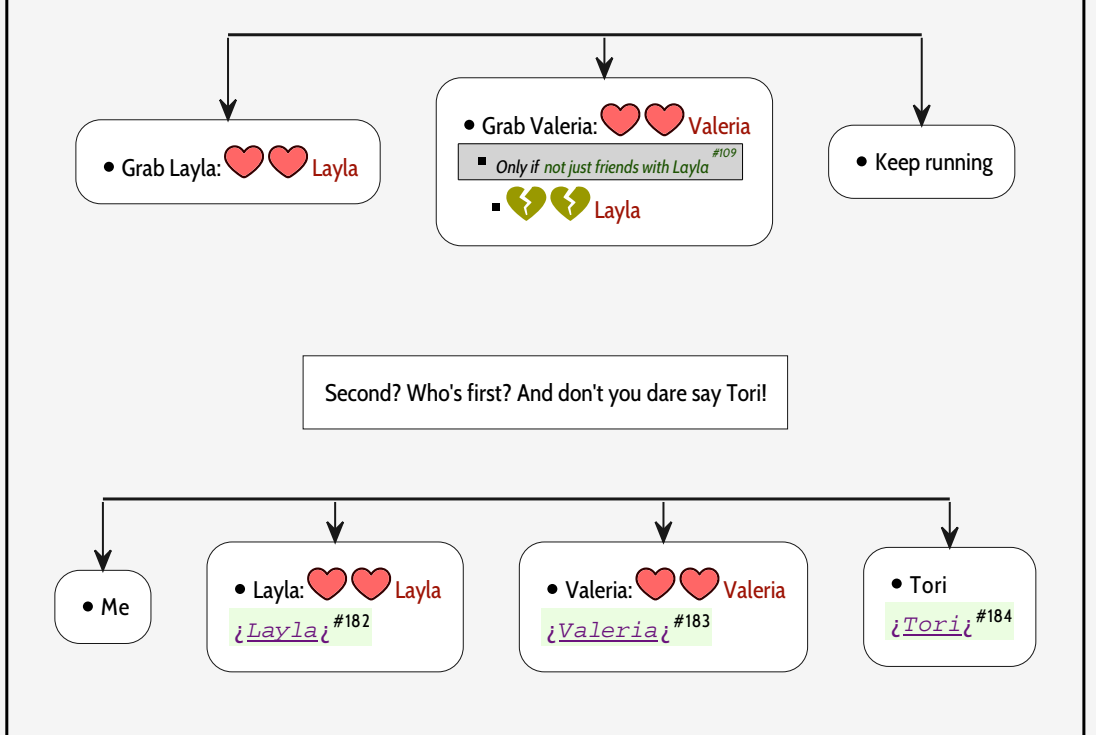 • Grab Layla: Layla
• Grab Valeria: Valeria
▪ Only if not just friends with Layla #109
▪ Layla
• Keep running
Second? Who's first? And don't you dare say Tori!
• Me
• Layla: Layla
¿Layla¿ #182
• Valeria: Valeria
¿Valeria¿ #183
• Tori
¿Tori¿ #184